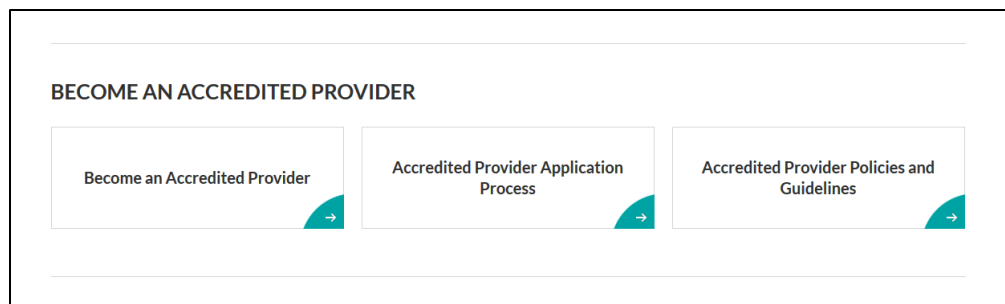 BECOME AN ACCREDITED PROVIDER
Become an Accredited Provider
Accredited Provider Application
Process
Accredited Provider Policies and
Guidelines